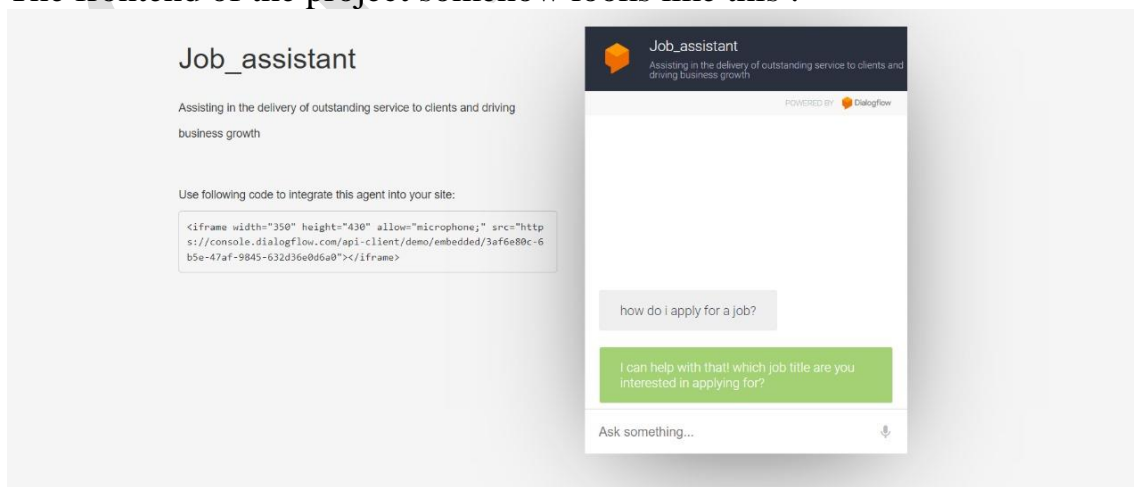 The frontend of the project somehow looks like this :
Job_assistant
Assisting in the delivery of outstanding service to clients and driving
business growth
Use following code to integrate this agent into your site:
<iframe width="350" height="430" allow="microphone;" src="http
s://console.dialogflow.com/api-client/demo/embedded/3af6e80c-6
b5e-47af-9845-632d36e0d6a0"></iframe>
Job_assistant
Assisting in the delivery of outstanding service to clients and
driving business growth
POWERED BY Dialogflow
how do i apply for a job?
I can help with that! which job title are you
interested in applying for?
Ask something...